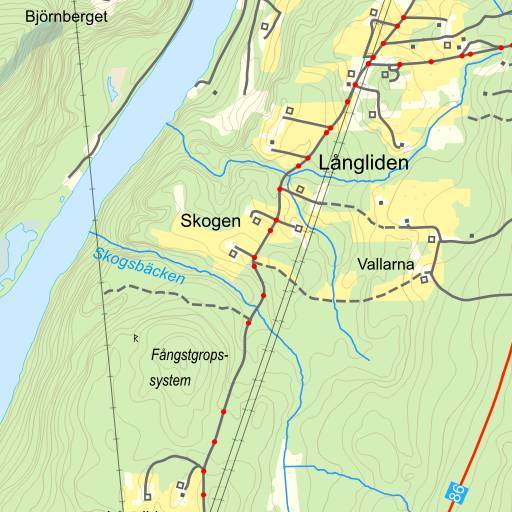 Björnberget
Långliden
Skogen
Skogsbäcken
Vallarna
Fångstgrops-
system
R
86